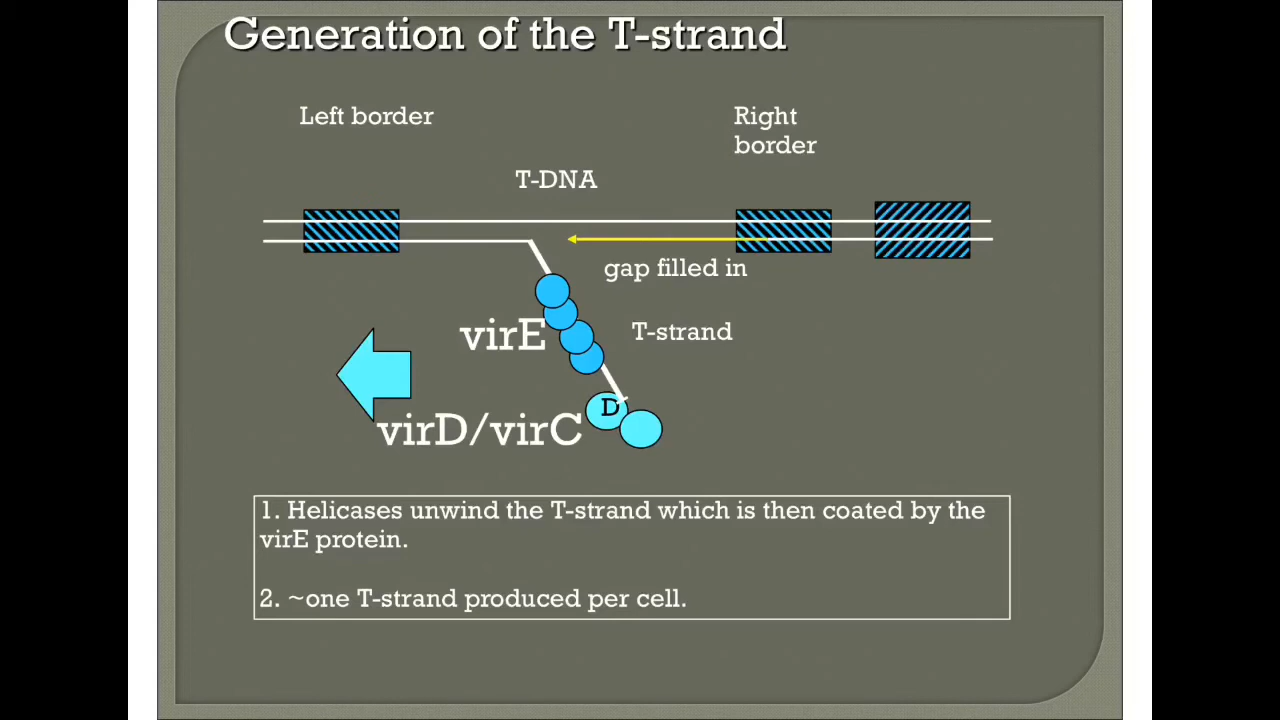 Generation of the T-strand
Left border
Right
border
T-DNA
gap filled in
virE
T-strand
D
virD/virC
1. Helicases unwind the T-strand which is then coated by the
virE protein.
2. ~one T-strand produced per cell.